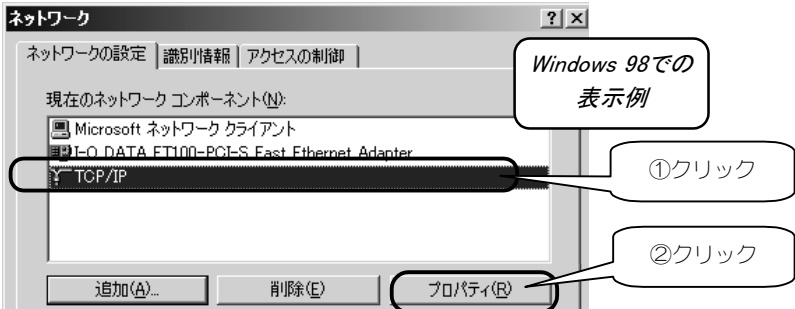 ネットワーク
ネットワークの設定 識別情報 アクセスの制御
Windows 98での
表示例
現在のネットワーク コンポーネント(N):
Microsoft ネットワーク クライアント
I-O DATA ET100-PCI-S Fast Ethernet Adapter
TCP/IP
①クリック
②クリック
追加(A)... 削除(E) プロパティ(R)